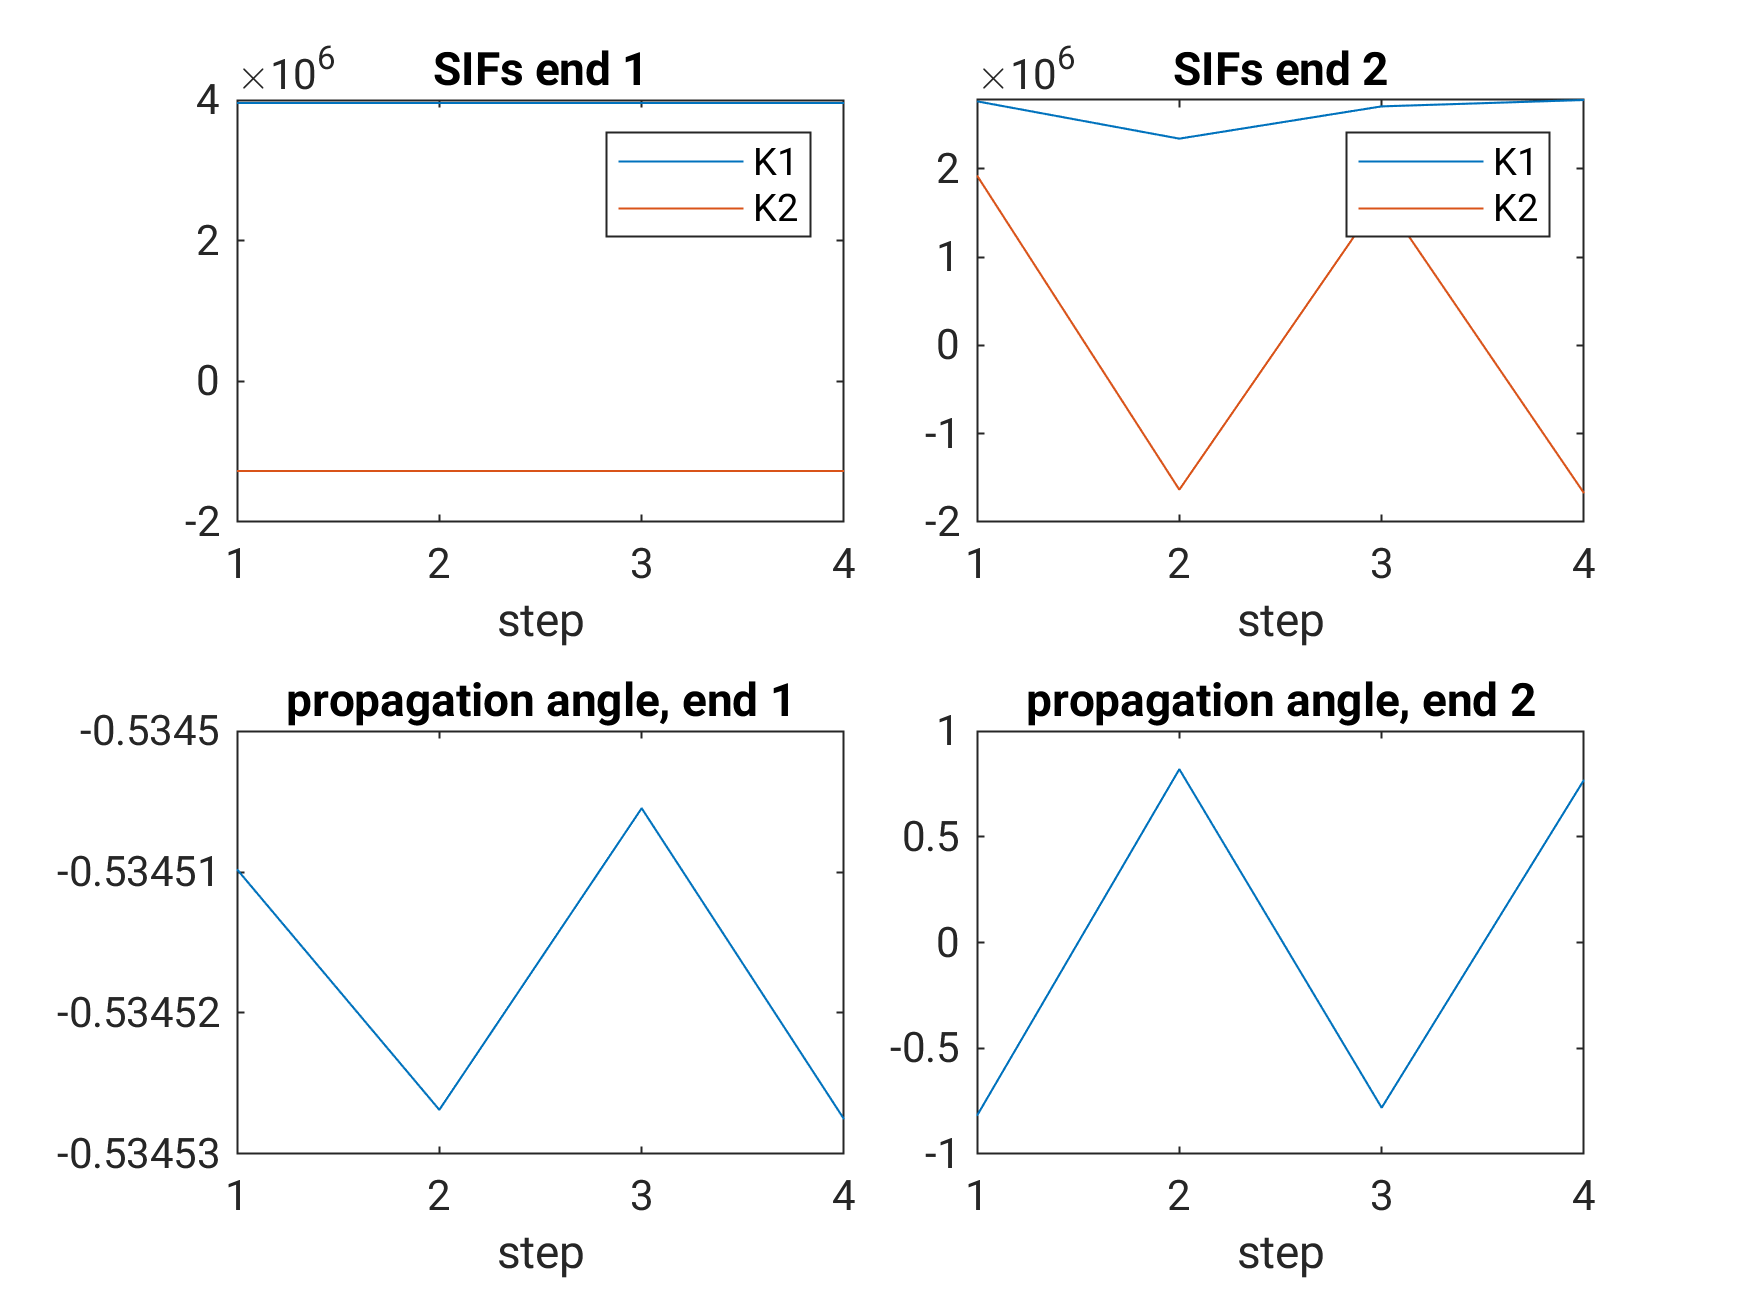 ×10^6
SIFs end 1
4
2
0
-2
1 2 3 4
step
K1
K2
×10^6
SIFs end 2
2
1
0
-1
-2
1 2 3 4
step
K1
K2
propagation angle, end 1
-0.5345
-0.53451
-0.53452
-0.53453
1 2 3 4
step
propagation angle, end 2
1
0.5
0
-0.5
-1
1 2 3 4
step